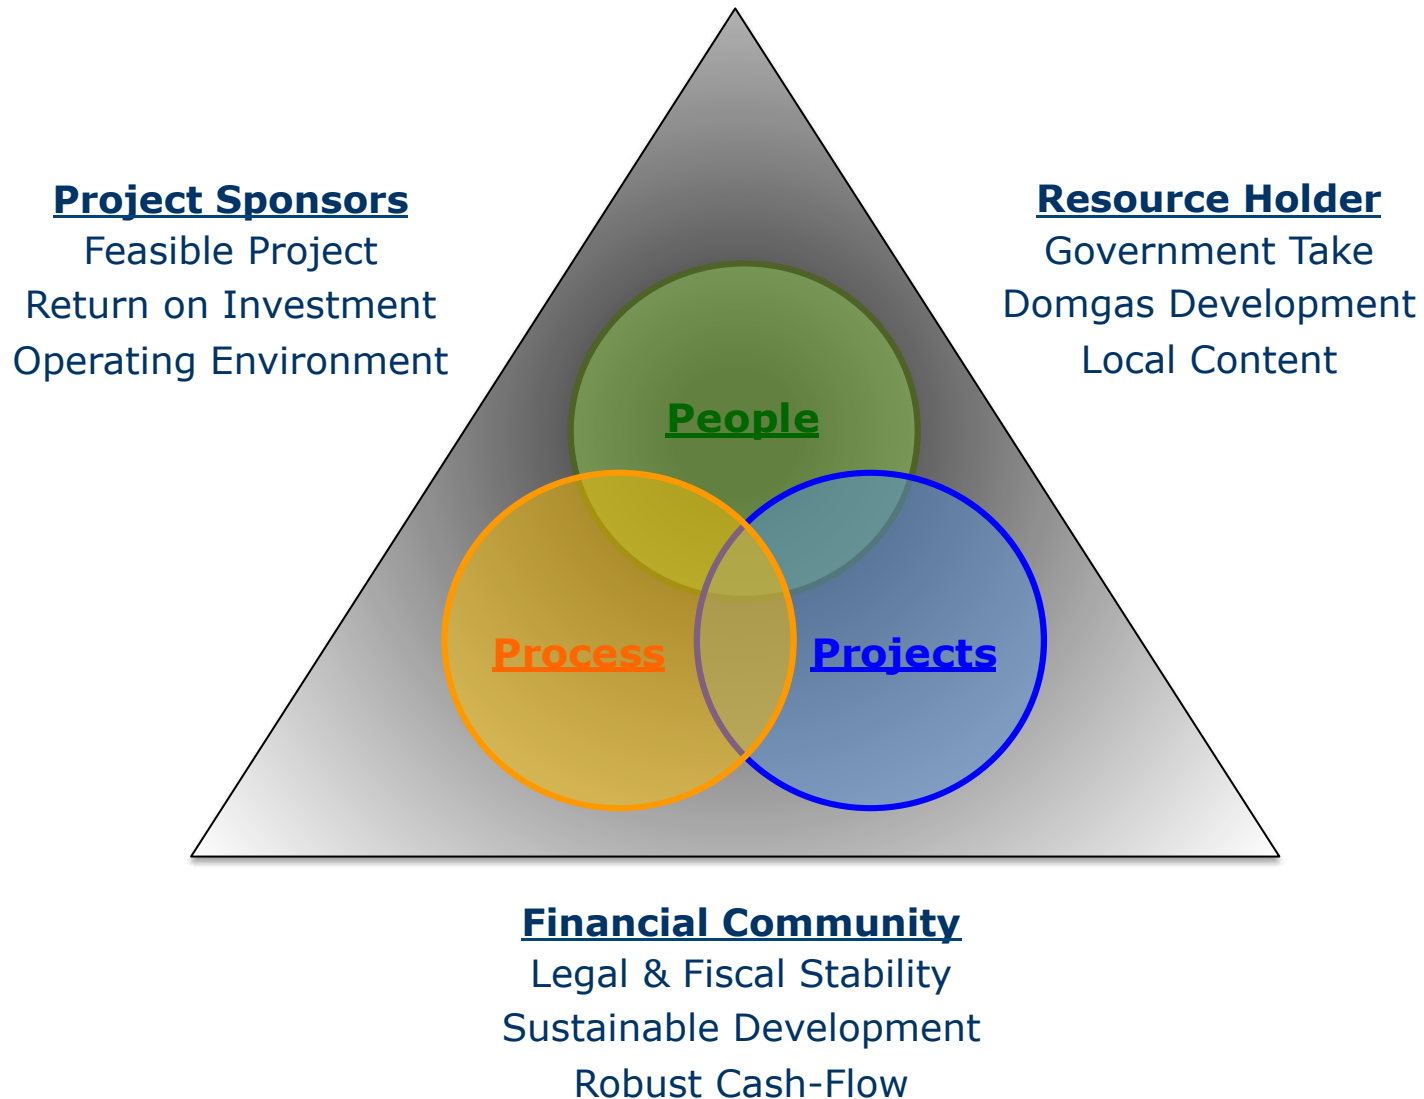 Project Sponsors
Feasible Project
Return on Investment
Operating Environment
Resource Holder
Government Take
Domgas Development
Local Content
People
Process
Projects
Financial Community
Legal & Fiscal Stability
Sustainable Development
Robust Cash-Flow